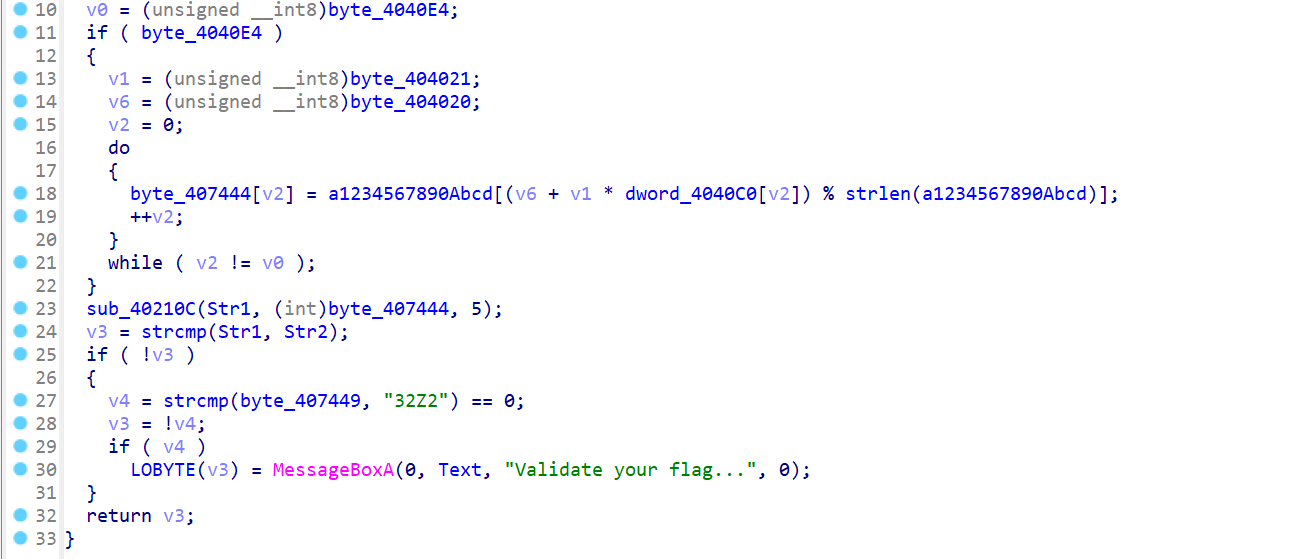 10 v0 = (unsigned __int8)byte_4040E4;
11 if ( byte_4040E4 )
12 {
13 v1 = (unsigned __int8)byte_404021;
14 v6 = (unsigned __int8)byte_404020;
15 v2 = 0;
16 do
17 {
18 byte_407444[v2] = a1234567890Abcd[(v6 + v1 * dword_4040C0[v2]) % strlen(a1234567890Abcd)];
19 ++v2;
20 }
21 while ( v2 != v0 );
22 }
23 sub_40210C(Str1, (int)byte_407444, 5);
24 v3 = strcmp(Str1, Str2);
25 if ( !v3 )
26 {
27 v4 = strcmp(byte_407449, "32Z2") == 0;
28 v3 = !v4;
29 if ( v4 )
30 LOBYTE(v3) = MessageBoxA(0, Text, "Validate your flag...", 0);
31 }
32 return v3;
33 }